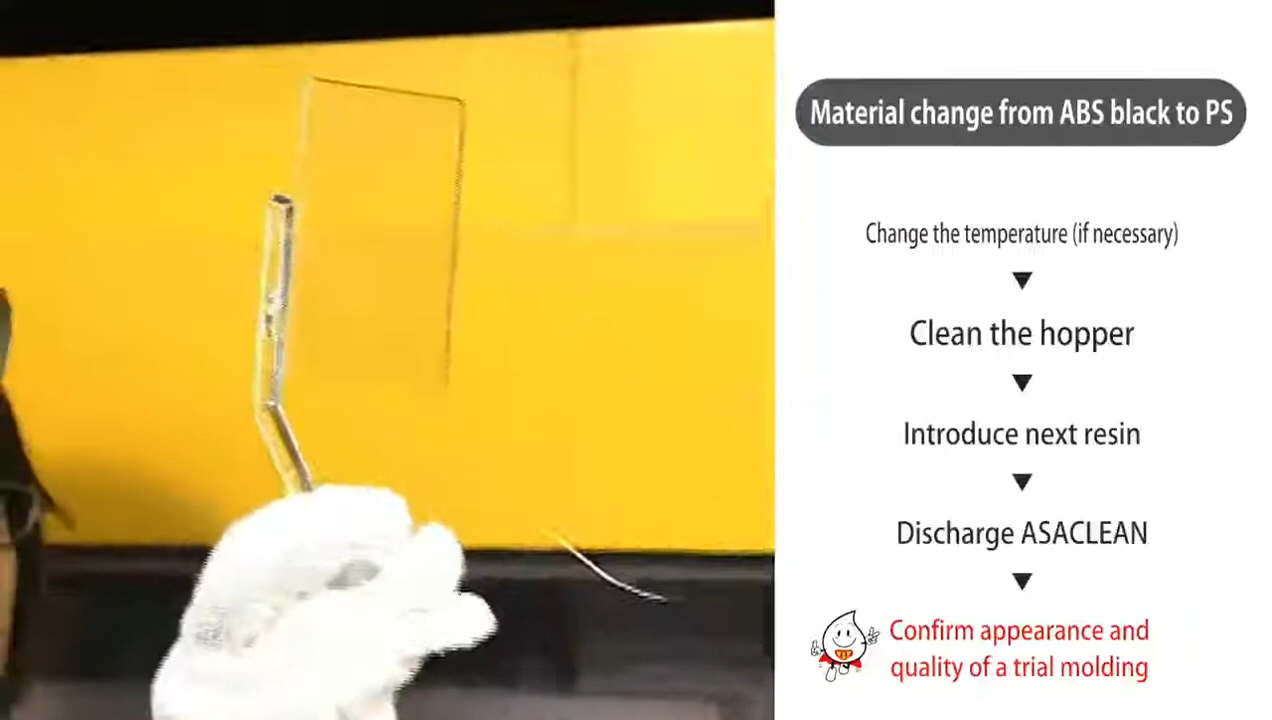 Material change from ABS black to PS
Change the temperature (if necessary)
Clean the hopper
Introduce next resin
Discharge ASACLEAN
Confirm appearance and
quality of a trial molding